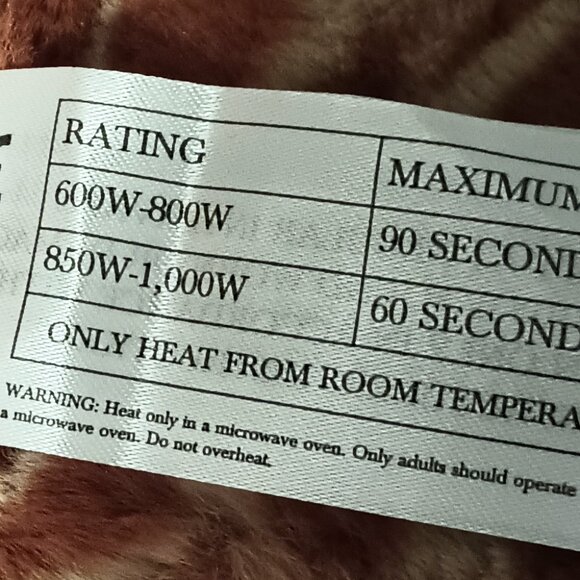 RATING MAXIMUM
600W-800W 90 SECOND
850W-1,000W 60 SECOND
ONLY HEAT FROM ROOM TEMPERA
WARNING: Heat only in a microwave oven. Only adults should operate
a microwave oven. Do not overheat.